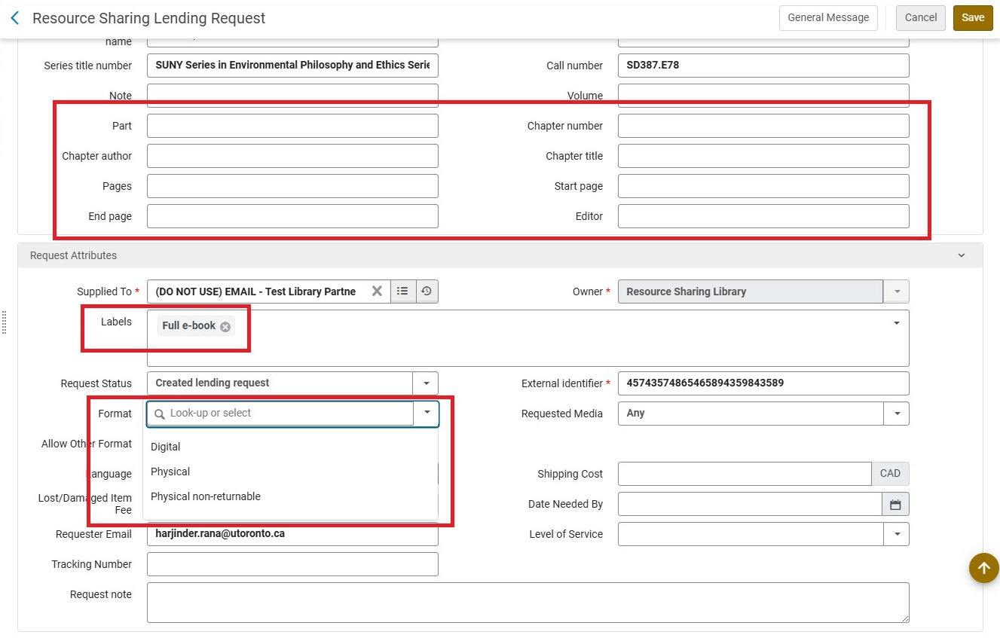 Resource Sharing Lending Request
General Message
Cancel
Save
name
Series title number
SUNY Series in Environmental Philosophy and Ethics Serie
Call number
SD387.E78
Note
Volume
Part
Chapter number
Chapter author
Chapter title
Pages
Start page
End page
Editor
Request Attributes
Supplied To *
(DO NOT USE) EMAIL - Test Library Partne
Owner *
Resource Sharing Library
Labels
Full e-book
Request Status
Created lending request
External identifier *
45743574865465894359843589
Format
Look-up or select
Requested Media
Any
Digital
Allow Other Format
Physical
Language
Shipping Cost
CAD
Physical non-returnable
Lost/Damaged Item
Fee
Date Needed By
Requester Email
harjinder.rana@utoronto.ca
Level of Service
Tracking Number
Request note